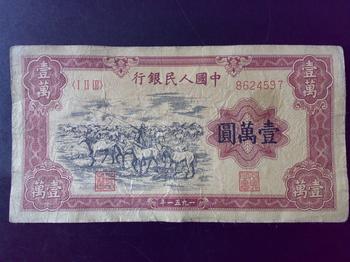 壹萬
行銀民人國中
壹萬
〈I II III〉
8624597
圓萬壹
年一五九一
壹萬
壹萬